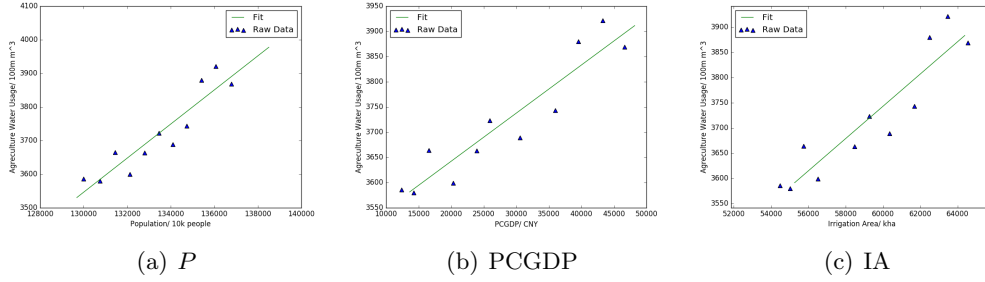 4100
4000
3900
3800
3700
3600
3500
Agreculture Water Usage/ 100m m^3
Fit
Raw Data
128000 130000 132000 134000 136000 138000 140000
Population/ 10k people
(a) P
3950
3900
3850
3800
3750
3700
3650
3600
3550
Agreculture Water Usage/ 100m m^3
Fit
Raw Data
10000 15000 20000 25000 30000 35000 40000 45000 50000
PCGDP/ CNY
(b) PCGDP
3900
3850
3800
3750
3700
3650
3600
3550
Agreculture Water Usage/ 100m m^3
Fit
Raw Data
52000 54000 56000 58000 60000 62000 64000
Irrigation Area/ kha
(c) IA